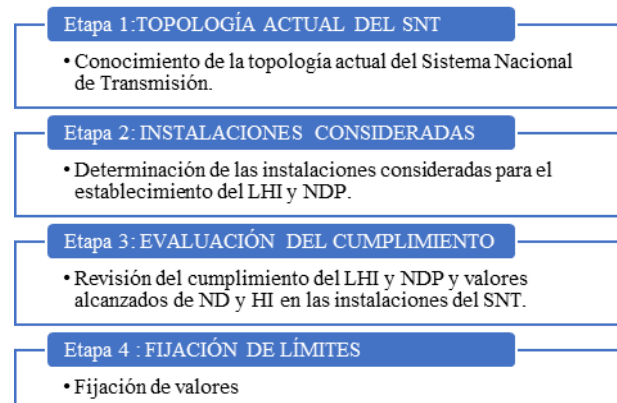 Etapa 1:TOPOLOGÍA ACTUAL DEL SNT
• Conocimiento de la topología actual del Sistema Nacional
de Transmisión.
Etapa 2: INSTALACIONES CONSIDERADAS
• Determinación de las instalaciones consideradas para el
establecimiento del LHI y NDP.
Etapa 3: EVALUACIÓN DEL CUMPLIMIENTO
• Revisión del cumplimiento del LHI y NDP y valores
alcanzados de ND y HI en las instalaciones del SNT.
Etapa 4 : FIJACIÓN DE LÍMITES
• Fijación de valores